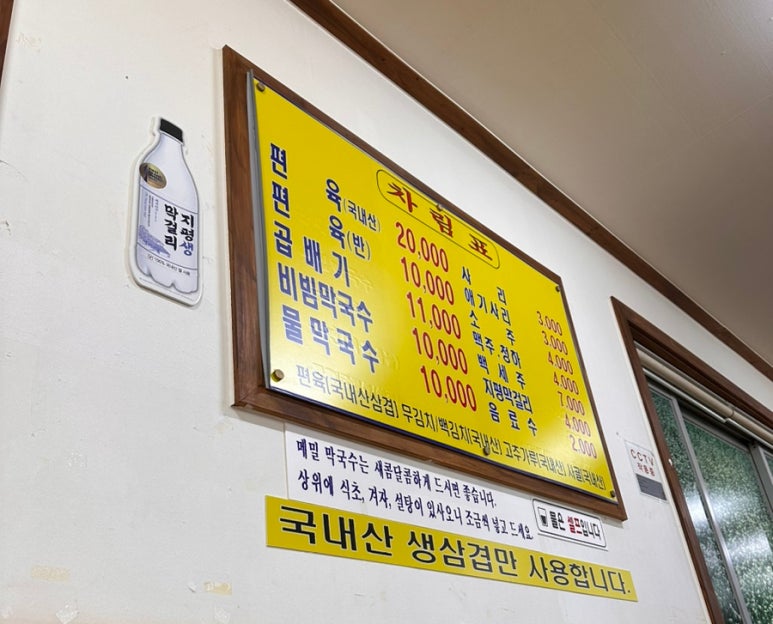 차림표
편 육(국내산) 20,000
편 육(반) 10,000
곱 배 기 11,000
비빔막국수 10,000
물막국수 10,000
사 리 3,000
애기사리 3,000
소 주 4,000
맥주.청하 4,000
백 세 주 7,000
지평막걸리 4,000
음 료 수 2,000
편육(국내산삼겹) 무김치/백김치(국내산) 고추가루(국내산) 사골(국내산)
지평생
막걸리
메밀 막국수는 새콤달콤하게 드시면 좋습니다.
상위에 식초, 겨자, 설탕이 있사오니 조금씩 넣고 드세요
물은 셀프입니다
국내산 생삼겹만 사용합니다.
CCTV
작동중